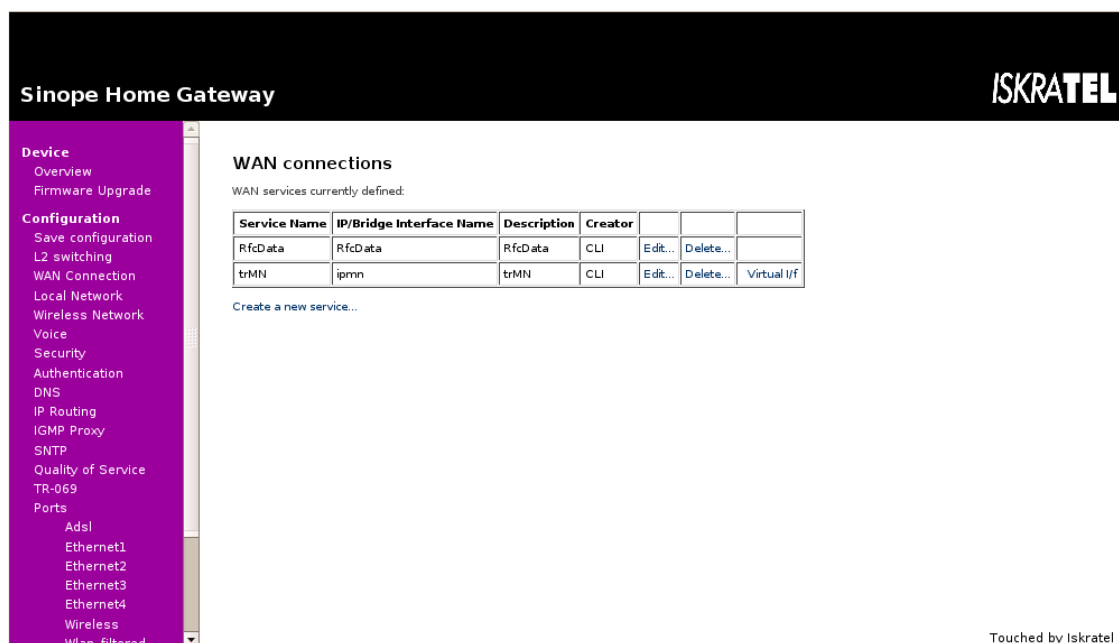 Sinope Home Gateway
ISKRATEL
Device
Overview
Firmware Upgrade
Configuration
Save configuration
L2 switching
WAN Connection
Local Network
Wireless Network
Voice
Security
Authentication
DNS
IP Routing
IGMP Proxy
SNTP
Quality of Service
TR-069
Ports
Adsl
Ethernet1
Ethernet2
Ethernet3
Ethernet4
Wireless
Wlan-filtered
WAN connections
WAN services currently defined:
Service Name IP/Bridge Interface Name Description Creator
RfcData RfcData RfcData CLI Edit... Delete...
trMN ipmn trMN CLI Edit... Delete... Virtual I/f
Create a new service...
Touched by Iskratel